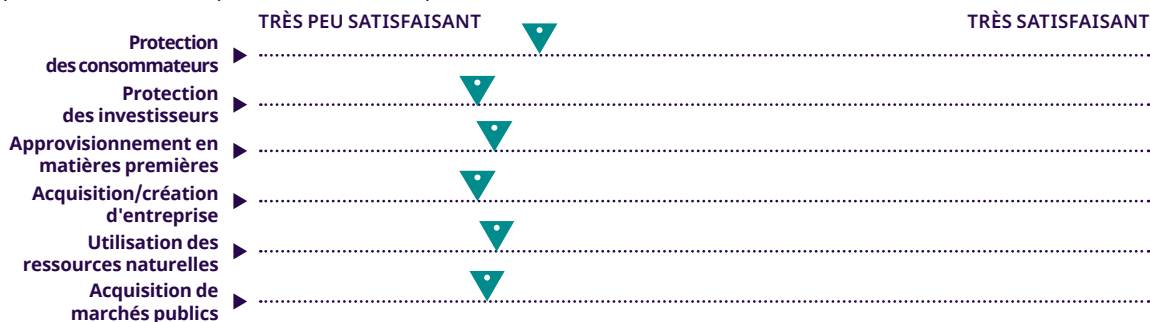 TRÈS PEU SATISFAISANT
TRÈS SATISFAISANT
Protection
des consommateurs
Protection
des investisseurs
Approvisionnement en
matières premières
Acquisition/création
d'entreprise
Utilisation des
ressources naturelles
Acquisition de
marchés publics